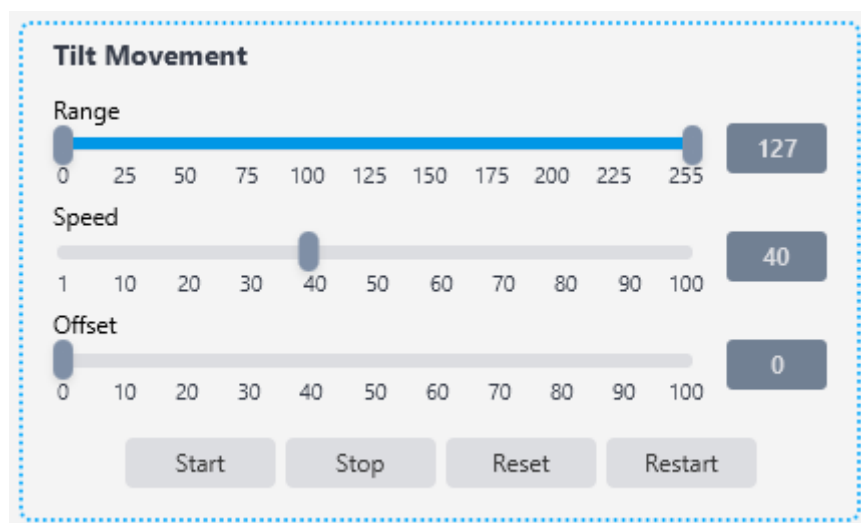 Tilt Movement
Range
127
0 25 50 75 100 125 150 175 200 225 255
Speed
40
1 10 20 30 40 50 60 70 80 90 100
Offset
0
0 10 20 30 40 50 60 70 80 90 100
Start Stop Reset Restart